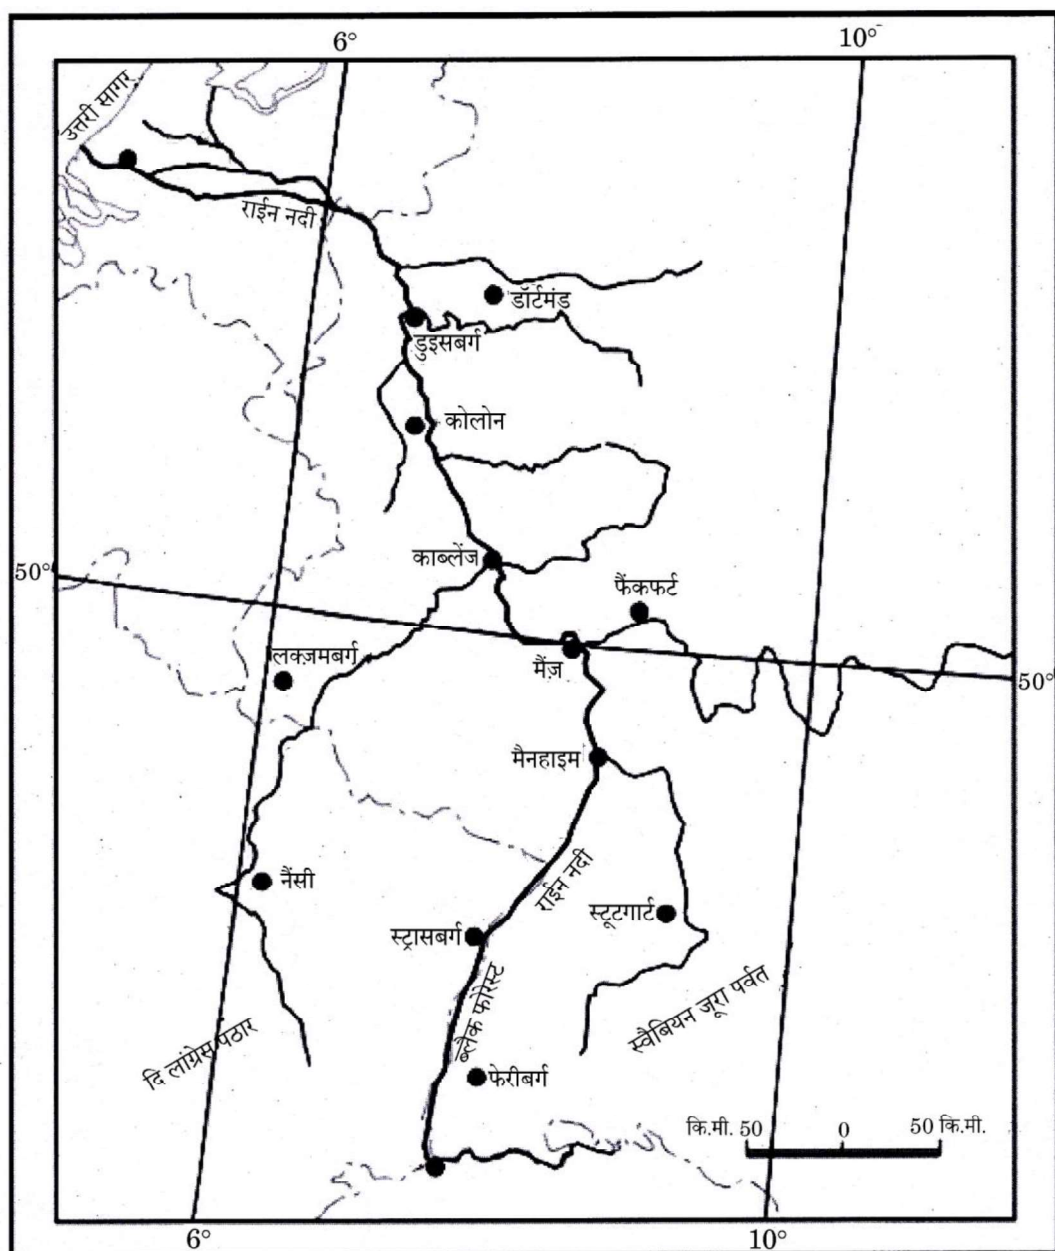 6°
10°
उत्तरी सागर
राईन नदी
डॉर्टमंड
डुइसबर्ग
कोलोन
काब्लेंज
50°
फैंकफर्ट
लक्ज़मबर्ग
मैंज़
50°
मैनहाइम
राईन नदी
नैंसी
स्टूटगार्ट
स्ट्रासबर्ग
ब्लैक फोरेस्ट
स्वैबियन जूरा पर्वत
दि लांग्रेस पठार
फेरीबर्ग
कि.मी. 50 0 50 कि.मी.
6°
10°